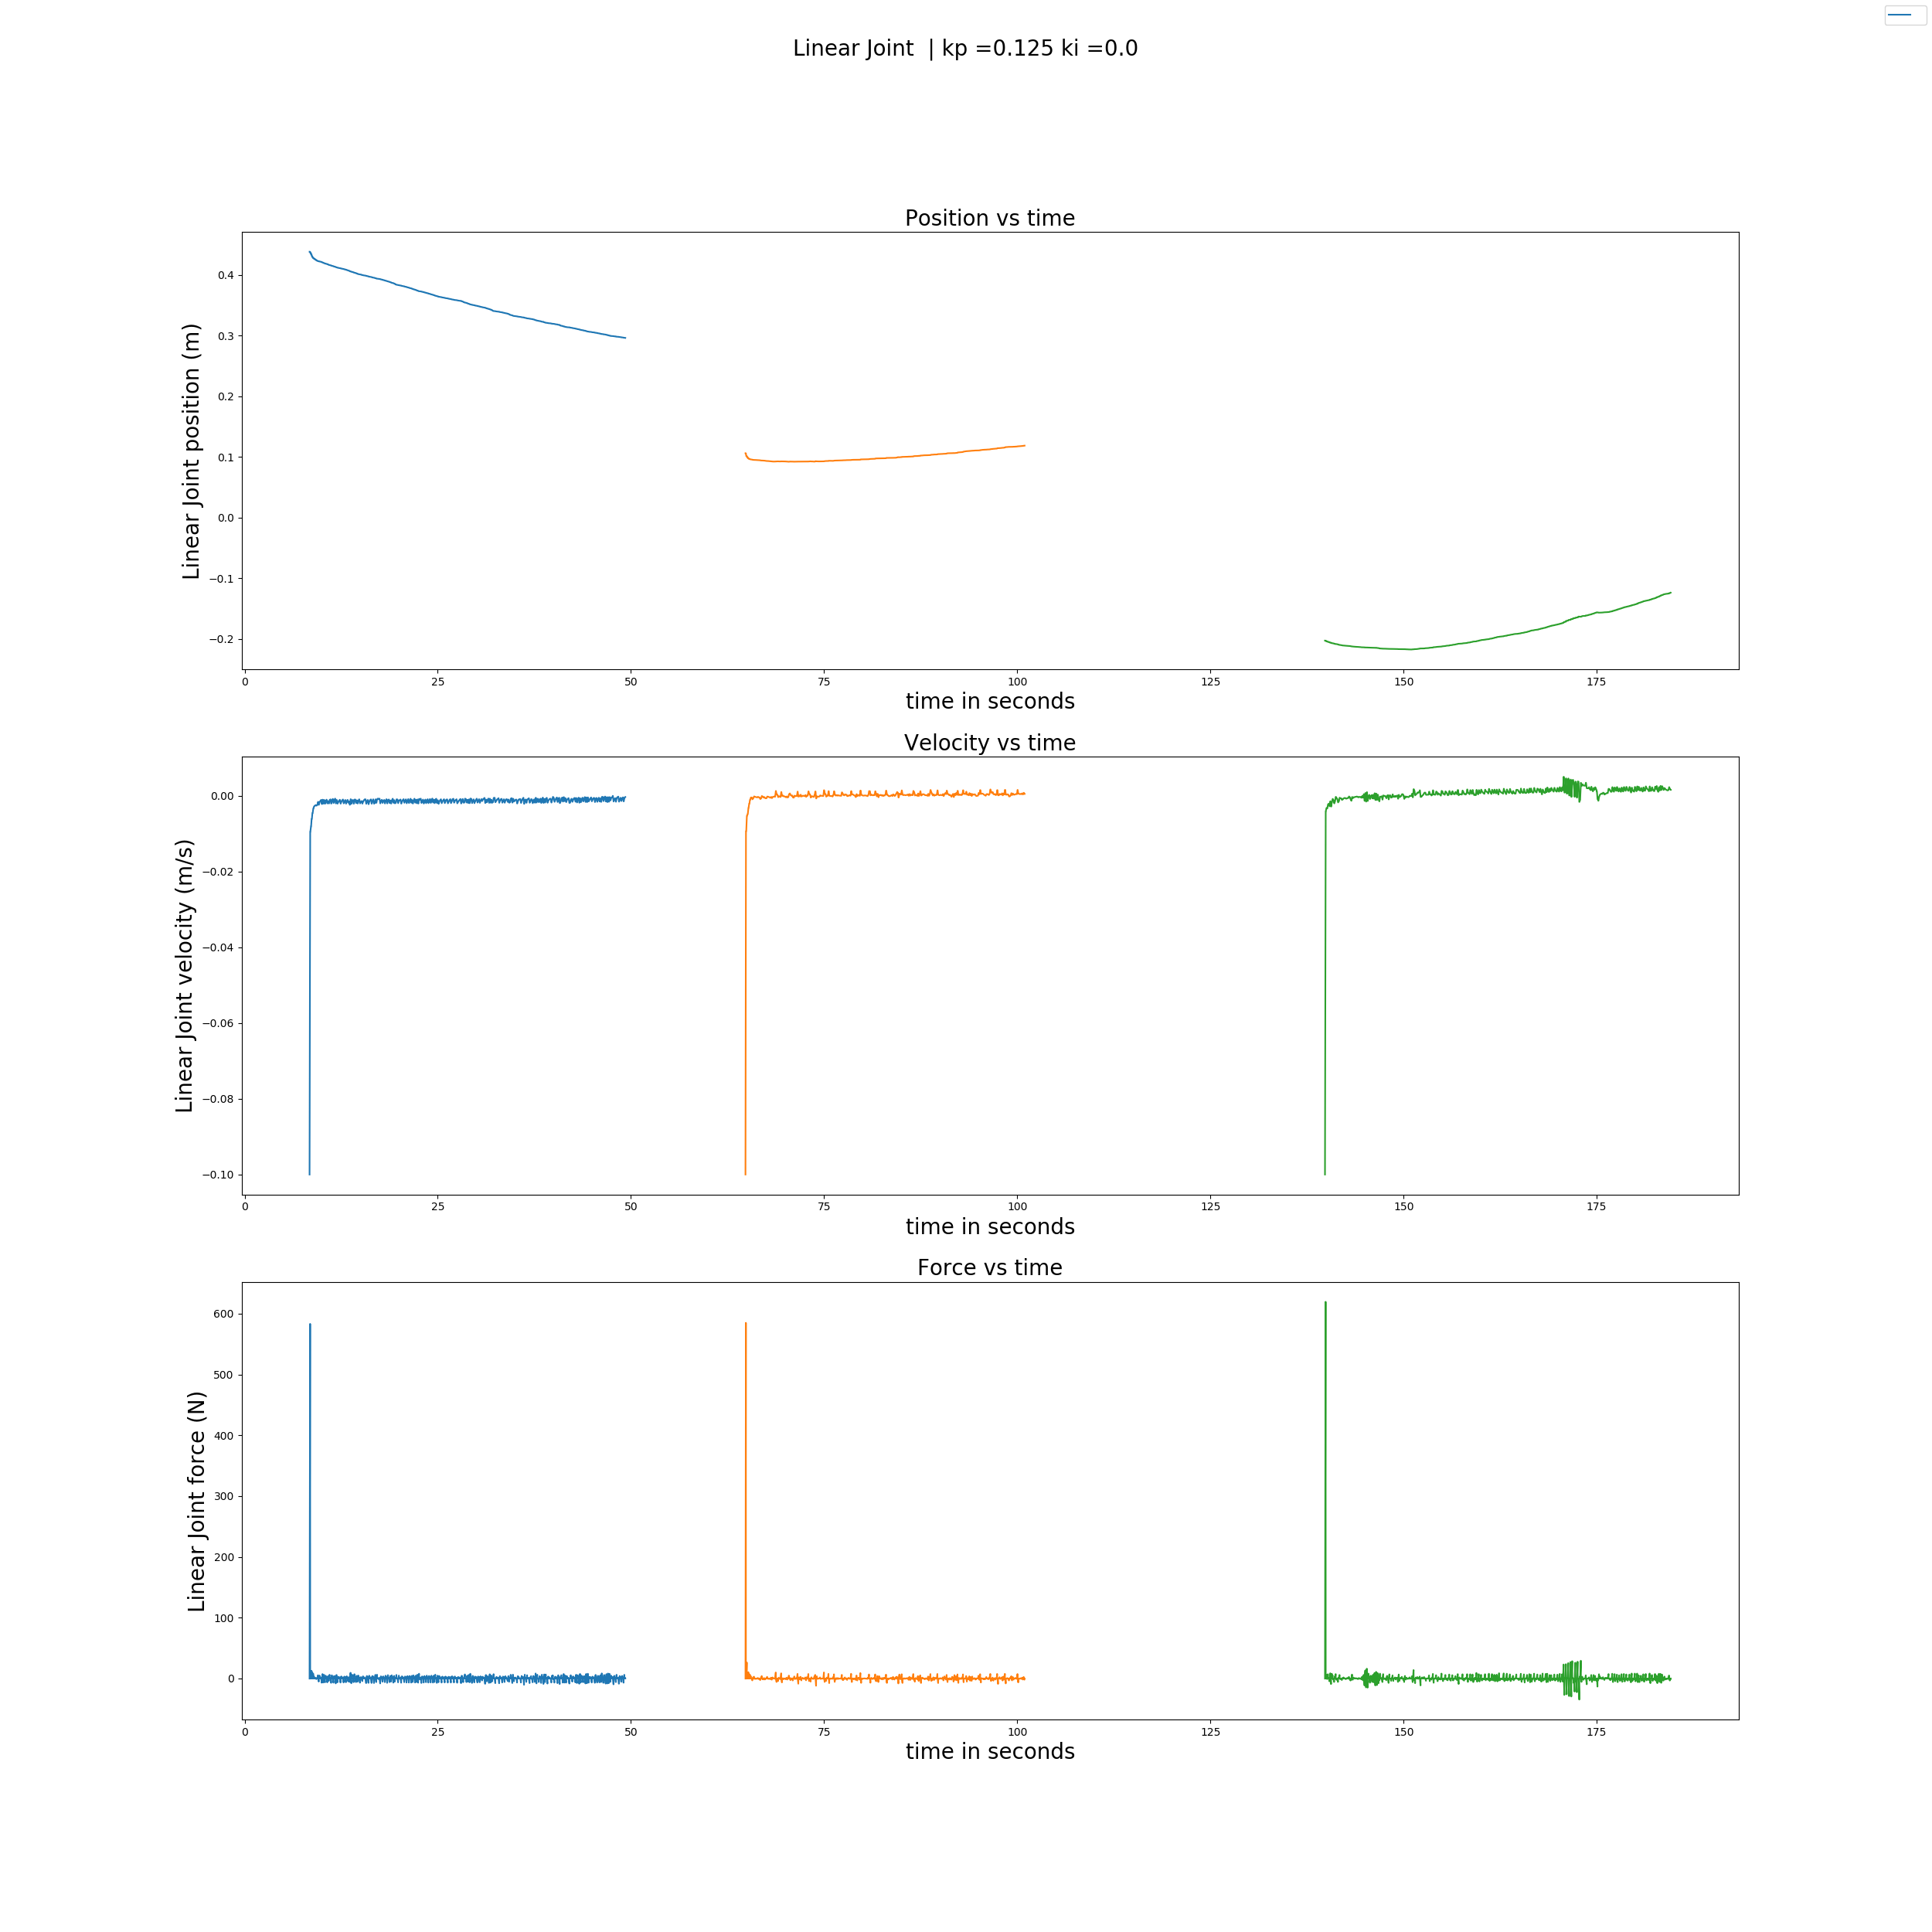 Linear Joint  | kp =0.125 ki =0.0
Position vs time
Linear Joint position (m)
0.4
0.3
0.2
0.1
0.0
−0.1
−0.2
0 25 50 75 100 125 150 175
time in seconds
Velocity vs time
Linear Joint velocity (m/s)
0.00
−0.02
−0.04
−0.06
−0.08
−0.10
0 25 50 75 100 125 150 175
time in seconds
Force vs time
Linear Joint force (N)
600
500
400
300
200
100
0
0 25 50 75 100 125 150 175
time in seconds